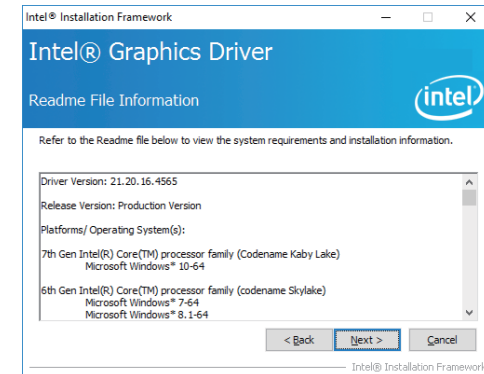 Intel® Installation Framework
Intel® Graphics Driver
Readme File Information
intel
Refer to the Readme file below to view the system requirements and installation information.
Driver Version: 21.20.16.4565
Release Version: Production Version
Platforms/ Operating System(s):
7th Gen Intel(R) Core(TM) processor family (Codename Kaby Lake)
Microsoft Windows* 10-64
6th Gen Intel(R) Core(TM) processor family (codename Skylake)
Microsoft Windows* 7-64
Microsoft Windows* 8.1-64
< Back Next > Cancel
Intel® Installation Framework